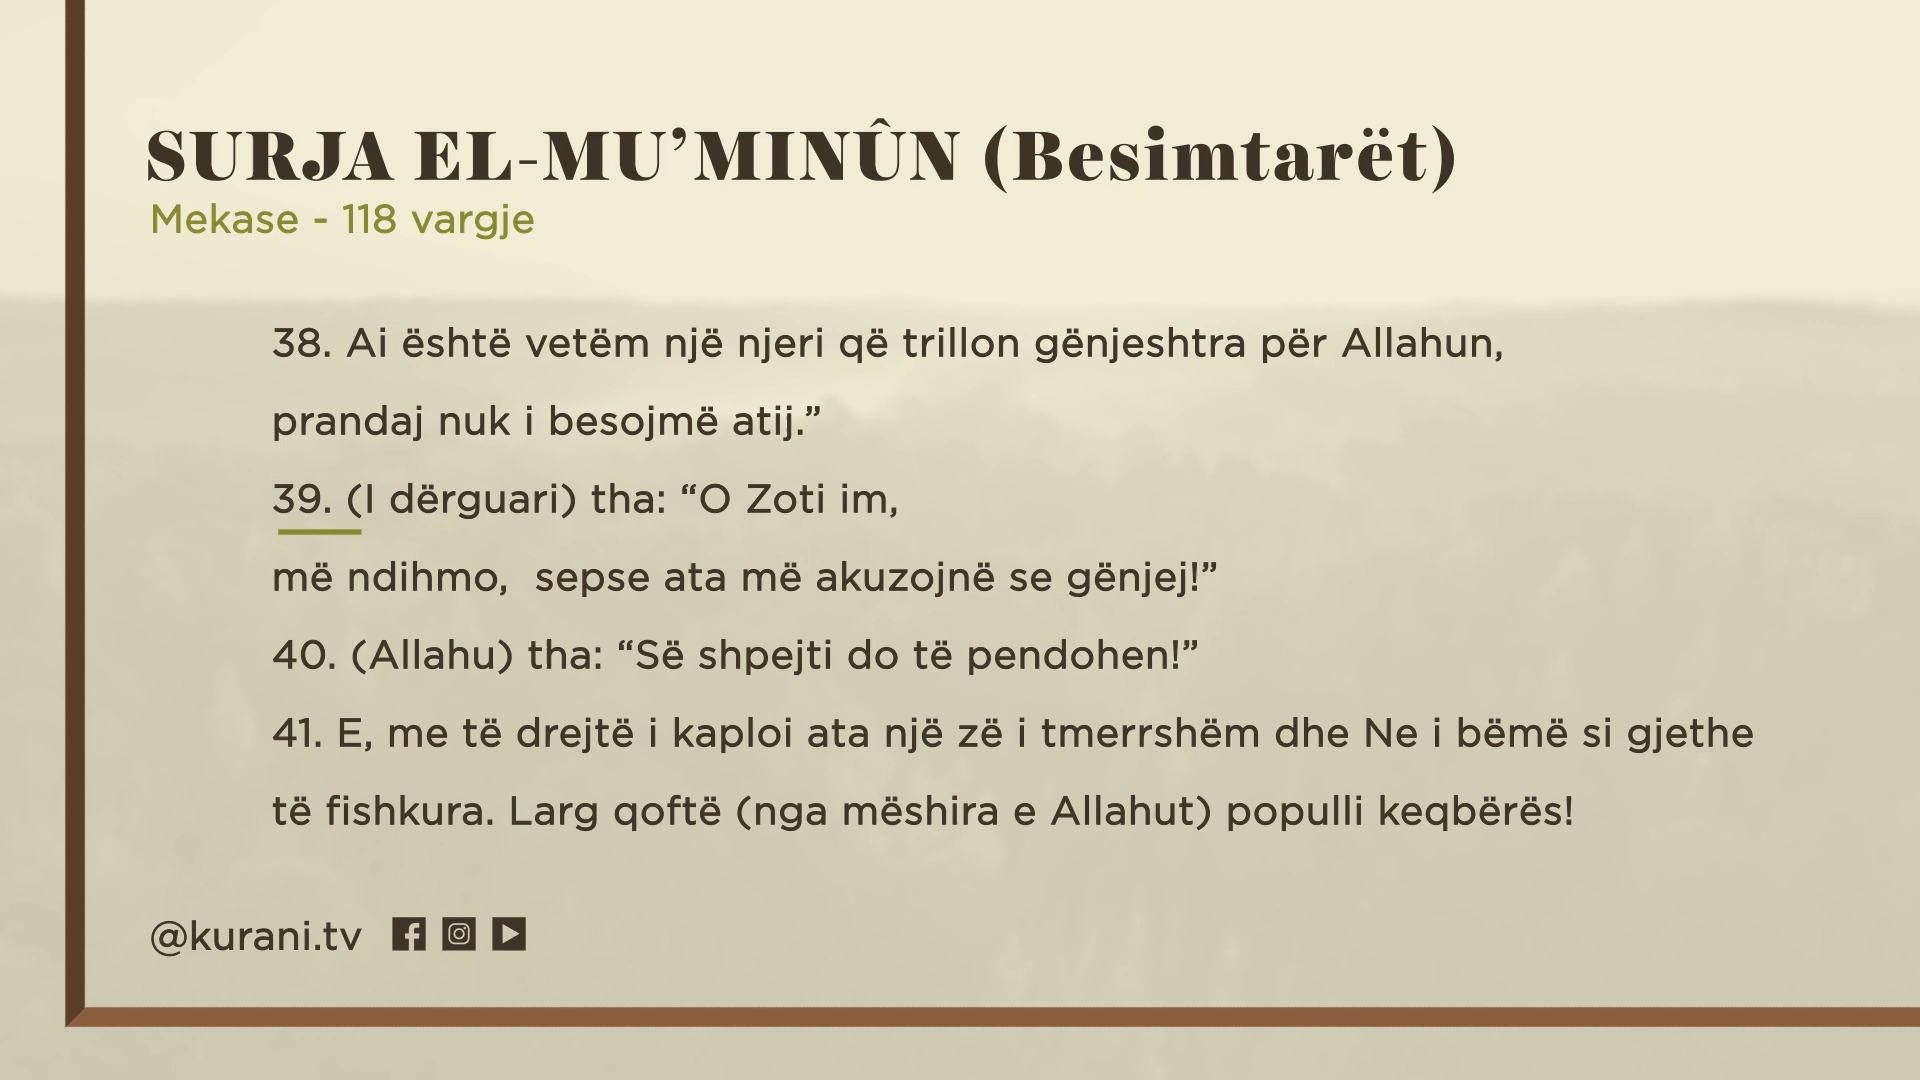 SURJA EL-MU’MINÛN (Besimtarët)
Mekase - 118 vargje
38. Ai është vetëm një njeri që trillon gënjeshtra për Allahun,
prandaj nuk i besojmë atij.”
39. (I dërguari) tha: “O Zoti im,
më ndihmo,  sepse ata më akuzojnë se gënjej!”
40. (Allahu) tha: “Së shpejti do të pendohen!”
41. E, me të drejtë i kaploi ata një zë i tmerrshëm dhe Ne i bëmë si gjethe
të fishkura. Larg qoftë (nga mëshira e Allahut) populli keqbërës!
@kurani.tv